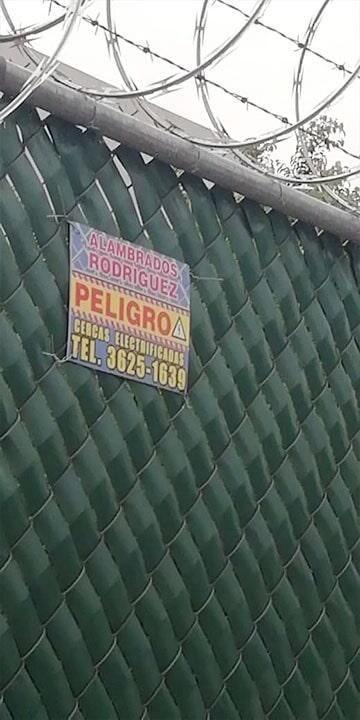 ALAMBRADOS
RODRIGUEZ
PELIGRO
CERCAS ELECTRIFICADAS
TEL. 3625-1639